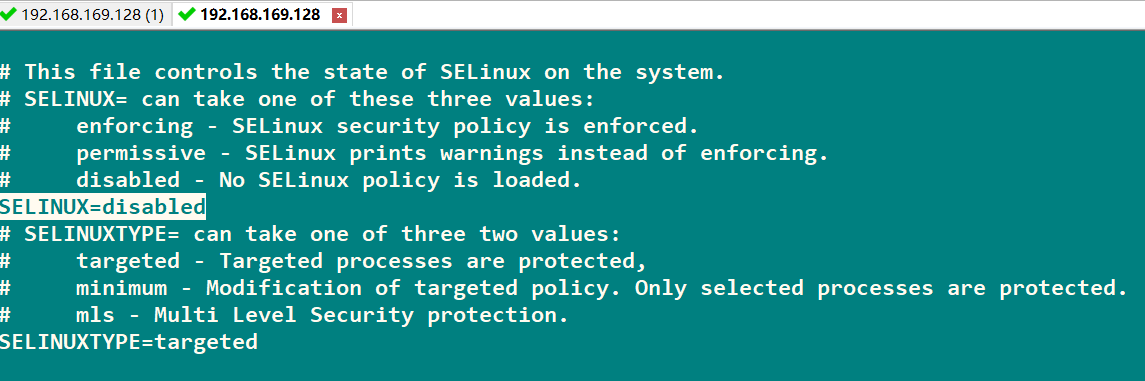 192.168.169.128 (1) 192.168.169.128 x
# This file controls the state of SELinux on the system.
# SELINUX= can take one of these three values:
#     enforcing - SELinux security policy is enforced.
#     permissive - SELinux prints warnings instead of enforcing.
#     disabled - No SELinux policy is loaded.
SELINUX=disabled
# SELINUXTYPE= can take one of three two values:
#     targeted - Targeted processes are protected,
#     minimum - Modification of targeted policy. Only selected processes are protected.
#     mls - Multi Level Security protection.
SELINUXTYPE=targeted